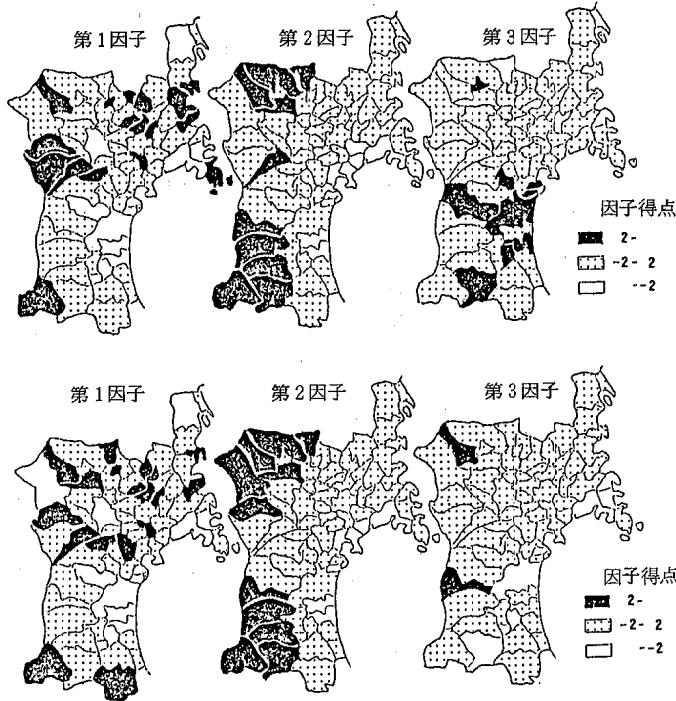 第1因子
第2因子
第3因子
因子得点
2-
-2- 2
--2
第1因子
第2因子
第3因子
因子得点
2-
-2- 2
--2